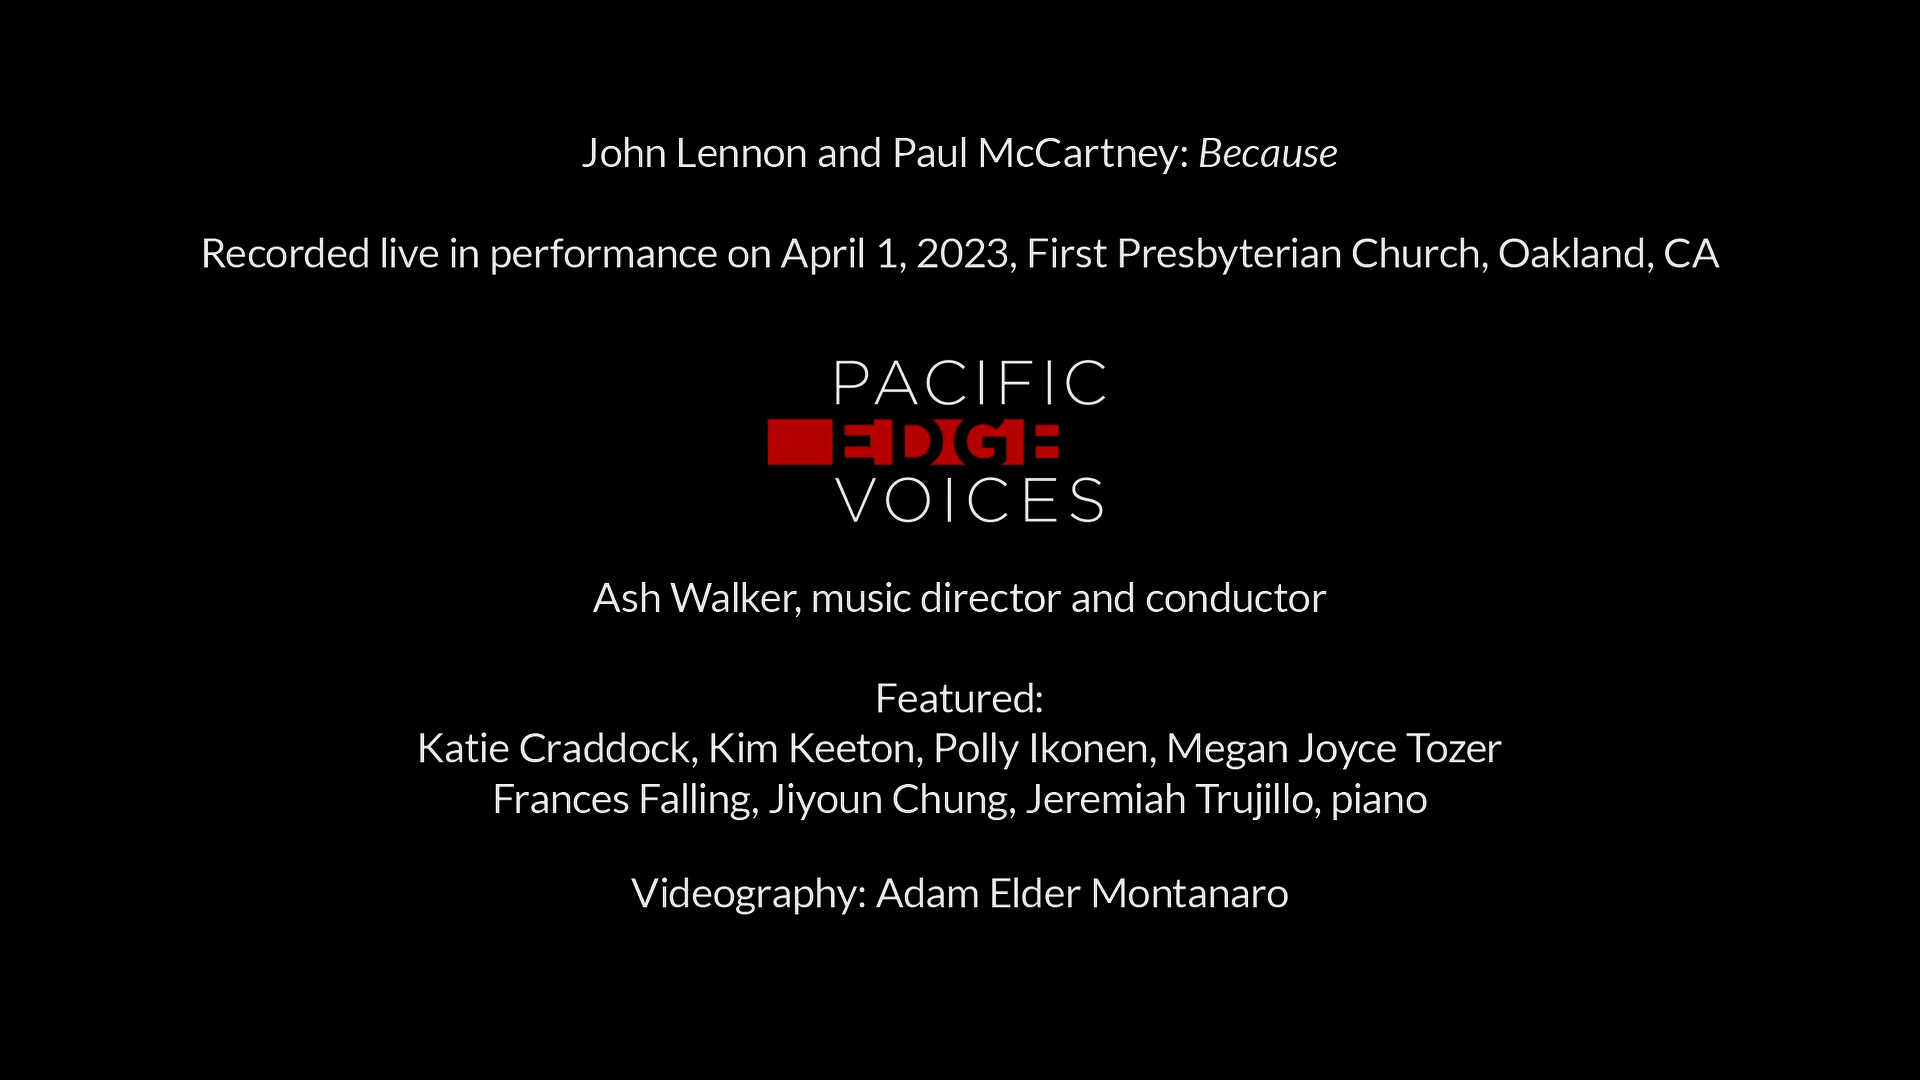 John Lennon and Paul McCartney: Because
Recorded live in performance on April 1, 2023, First Presbyterian Church, Oakland, CA
PACIFIC
EDGE
VOICES
Ash Walker, music director and conductor
Featured:
Katie Craddock, Kim Keeton, Polly Ikonen, Megan Joyce Tozer
Frances Falling, Jiyoun Chung, Jeremiah Trujillo, piano
Videography: Adam Elder Montanaro